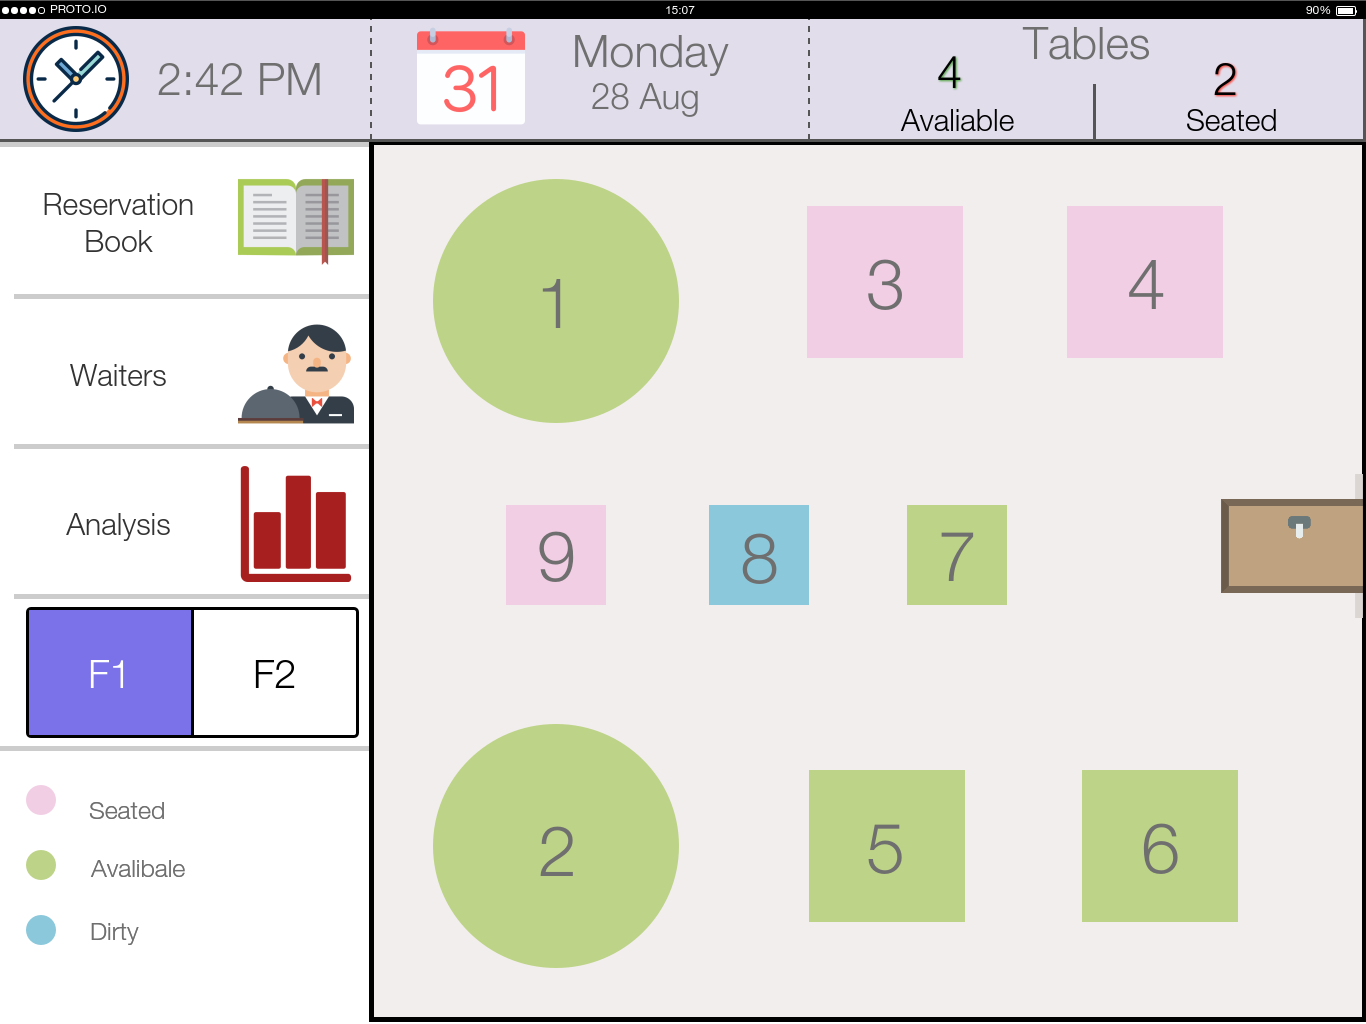 PROTO.IO
15:07
90%
2:42 PM
31
Monday
28 Aug
Tables
4
Avaliable
2
Seated
Reservation
Book
Waiters
Analysis
F1
F2
Seated
Avalibale
Dirty
1
3
4
9
8
7
2
5
6